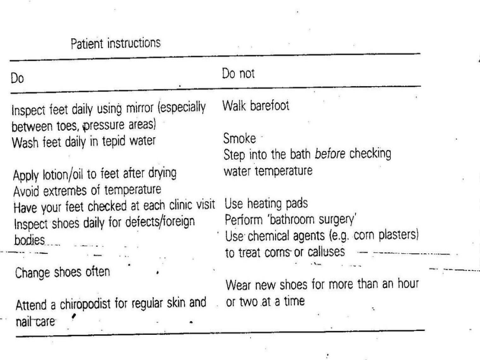 Patient instructions
Do
Do not
Inspect feet daily using mirror (especially
between toes, pressure areas)
Wash feet daily in tepid water
Apply lotion/oil to feet after drying
Avoid extremes of temperature
Have your feet checked at each clinic visit
Inspect shoes daily for defects/foreign
bodies
Change shoes often
Attend a chiropodist for regular skin and
nail care
Walk barefoot
Smoke
Step into the bath before checking
water temperature
Use heating pads
Perform 'bathroom surgery'
Use chemical agents (e.g. corn plasters)
to treat corns or calluses
Wear new shoes for more than an hour
or two at a time